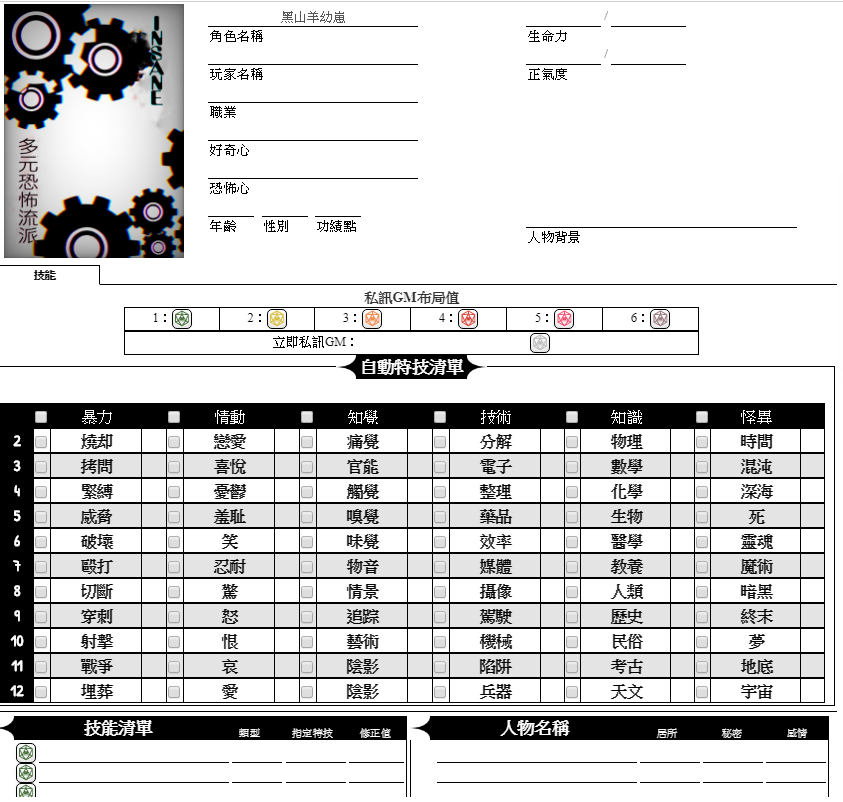 INSANE
多元恐怖流派
黑山羊幼崽
角色名稱
玩家名稱
職業
好奇心
恐怖心
年齡 性別 功績點
/
生命力
/
正氣度
人物背景
技能
私訊GM布局值
1： 2： 3： 4： 5： 6：
立即私訊GM：
自動特技清單
暴力 情動 知學 技術 知識 怪異
2 燒却 戀愛 痛覺 分解 物理 時間
3 拷問 喜悅 官能 電子 數學 混沌
4 緊縛 憂鬱 觸覺 整理 化學 深海
5 威脅 羞耻 嗅覺 藥品 生物 死
6 破壞 笑 味覺 效率 醫學 靈魂
7 毆打 忍耐 物音 媒體 教養 魔術
8 切斷 驚 情景 攝像 人類 暗黑
9 穿刺 怒 追踪 駕駛 歷史 終末
10 射擊 恨 藝術 機械 民俗 夢
11 戰爭 哀 陰影 陷阱 考古 地底
12 埋葬 愛 陰影 兵器 天文 宇宙
技能清單 類型 指定特技 修正值
人物名稱 居所 秘密 感情